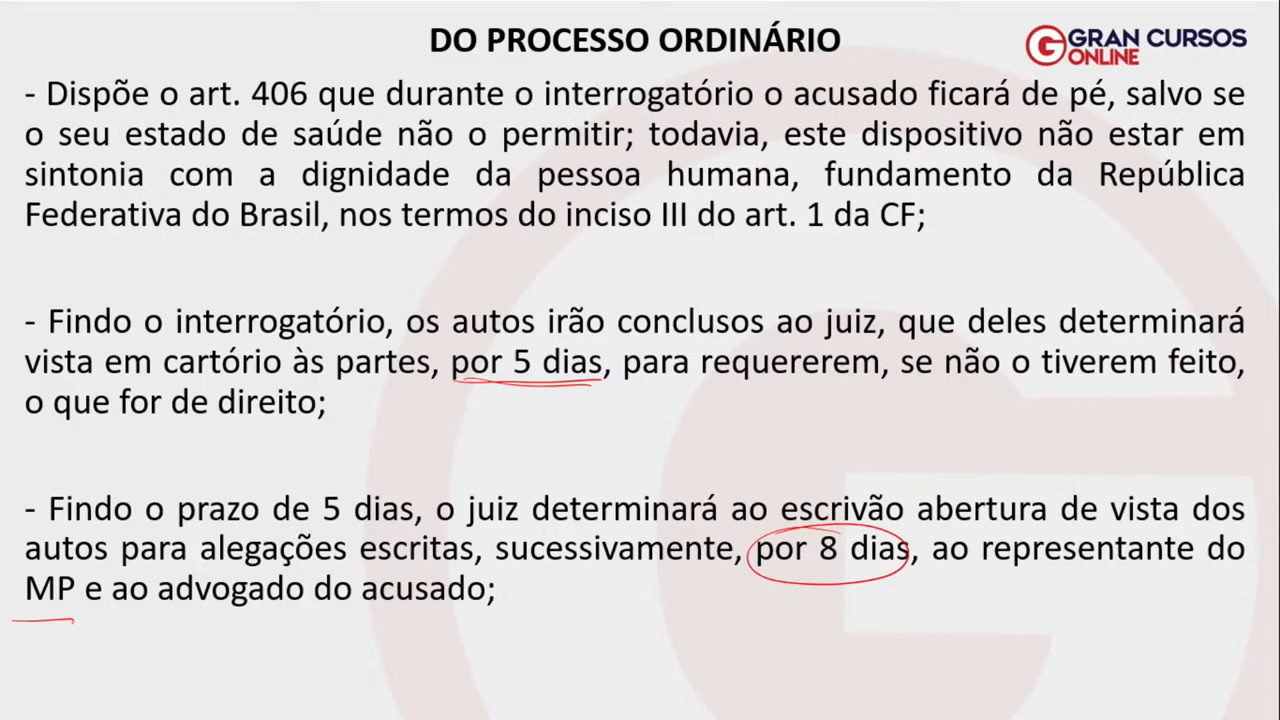 DO PROCESSO ORDINÁRIO
GRAN CURSOS
ONLINE
- Dispõe o art. 406 que durante o interrogatório o acusado ficará de pé, salvo se
o seu estado de saúde não o permitir; todavia, este dispositivo não estar em
sintonia com a dignidade da pessoa humana, fundamento da República
Federativa do Brasil, nos termos do inciso III do art. 1 da CF;
- Findo o interrogatório, os autos irão conclusos ao juiz, que deles determinará
vista em cartório às partes, por 5 dias, para requererem, se não o tiverem feito,
o que for de direito;
- Findo o prazo de 5 dias, o juiz determinará ao escrivão abertura de vista dos
autos para alegações escritas, sucessivamente, por 8 dias, ao representante do
MP e ao advogado do acusado;